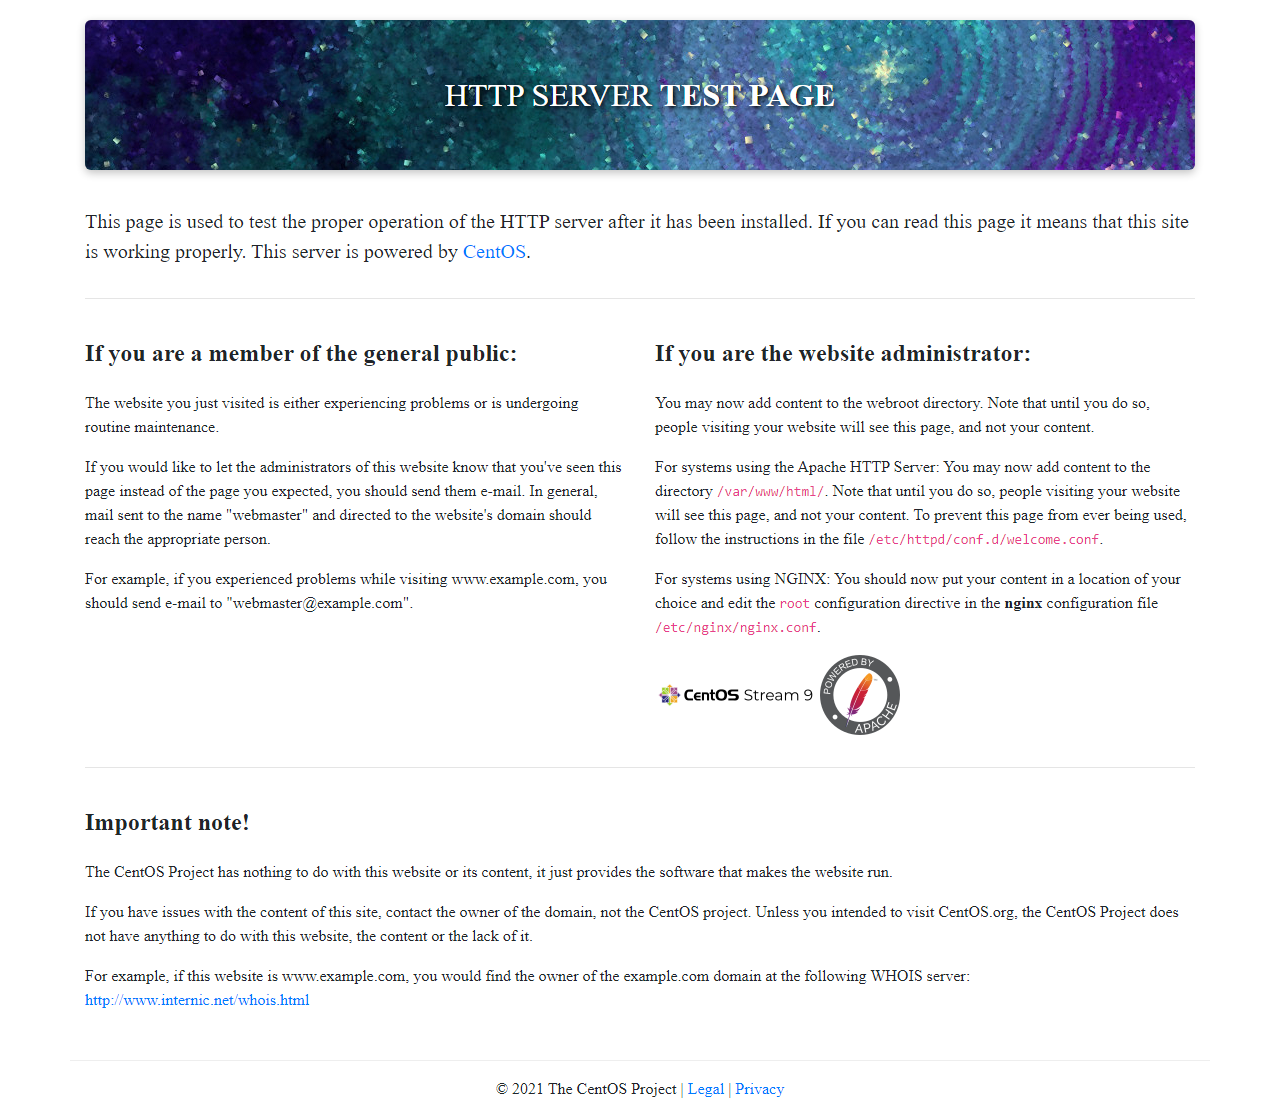 HTTP SERVER TEST PAGE
This page is used to test the proper operation of the HTTP server after it has been installed. If you can read this page it means that this site
is working properly. This server is powered by CentOS.
If you are a member of the general public:
The website you just visited is either experiencing problems or is undergoing
routine maintenance.
If you would like to let the administrators of this website know that you've seen this
page instead of the page you expected, you should send them e-mail. In general,
mail sent to the name "webmaster" and directed to the website's domain should
reach the appropriate person.
For example, if you experienced problems while visiting www.example.com, you
should send e-mail to "webmaster@example.com".
If you are the website administrator:
You may now add content to the webroot directory. Note that until you do so,
people visiting your website will see this page, and not your content.
For systems using the Apache HTTP Server: You may now add content to the
directory /var/www/html/. Note that until you do so, people visiting your website
will see this page, and not your content. To prevent this page from ever being used,
follow the instructions in the file /etc/httpd/conf.d/welcome.conf.
For systems using NGINX: You should now put your content in a location of your
choice and edit the root configuration directive in the nginx configuration file
/etc/nginx/nginx.conf.
CentOS Stream 9
POWERED BY
APACHE
Important note!
The CentOS Project has nothing to do with this website or its content, it just provides the software that makes the website run.
If you have issues with the content of this site, contact the owner of the domain, not the CentOS project. Unless you intended to visit CentOS.org, the CentOS Project does
not have anything to do with this website, the content or the lack of it.
For example, if this website is www.example.com, you would find the owner of the example.com domain at the following WHOIS server:
http://www.internic.net/whois.html
© 2021 The CentOS Project | Legal | Privacy